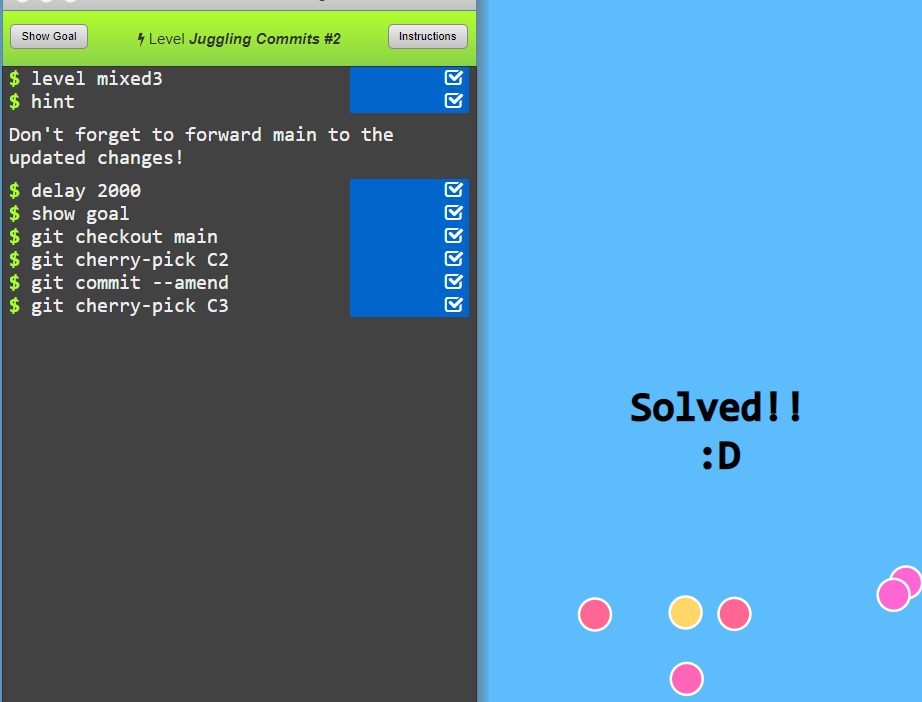 Show Goal
Level Juggling Commits #2
Instructions
$ level mixed3
$ hint
Don't forget to forward main to the
updated changes!
$ delay 2000
$ show goal
$ git checkout main
$ git cherry-pick C2
$ git commit --amend
$ git cherry-pick C3
Solved!!
:D